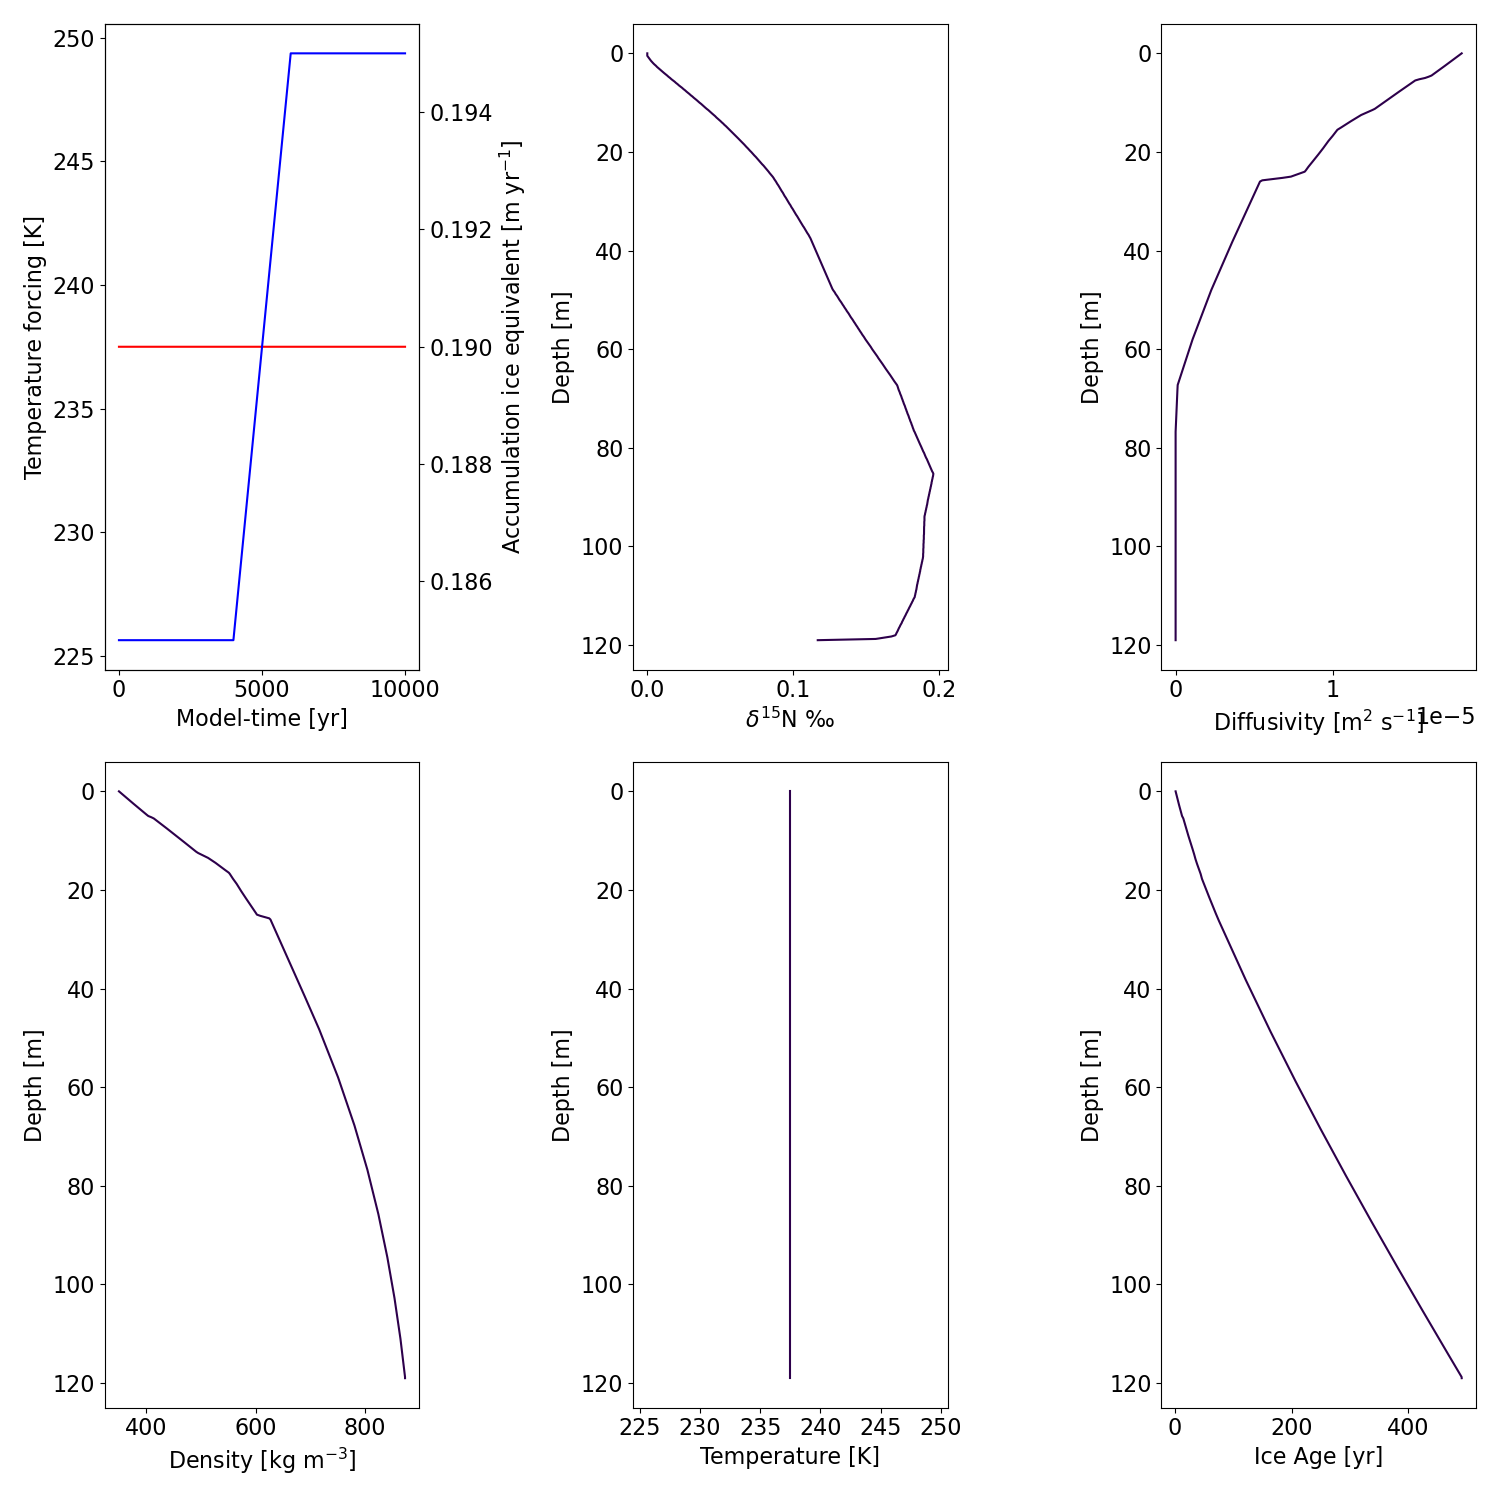 250
245
240
235
230
225
Temperature forcing [K]
0 5000 10000
Model-time [yr]
0.194
0.192
0.190
0.188
0.186
Accumulation ice equivalent [m yr⁻¹]
0
20
40
60
80
100
120
Depth [m]
0.0 0.1 0.2
δ¹⁵N ‰
0
20
40
60
80
100
120
Depth [m]
0 1
Diffusivity [m² s⁻¹]
1e−5
0
20
40
60
80
100
120
Depth [m]
400 600 800
Density [kg m⁻³]
0
20
40
60
80
100
120
Depth [m]
225 230 235 240 245 250
Temperature [K]
0
20
40
60
80
100
120
Depth [m]
0 200 400
Ice Age [yr]